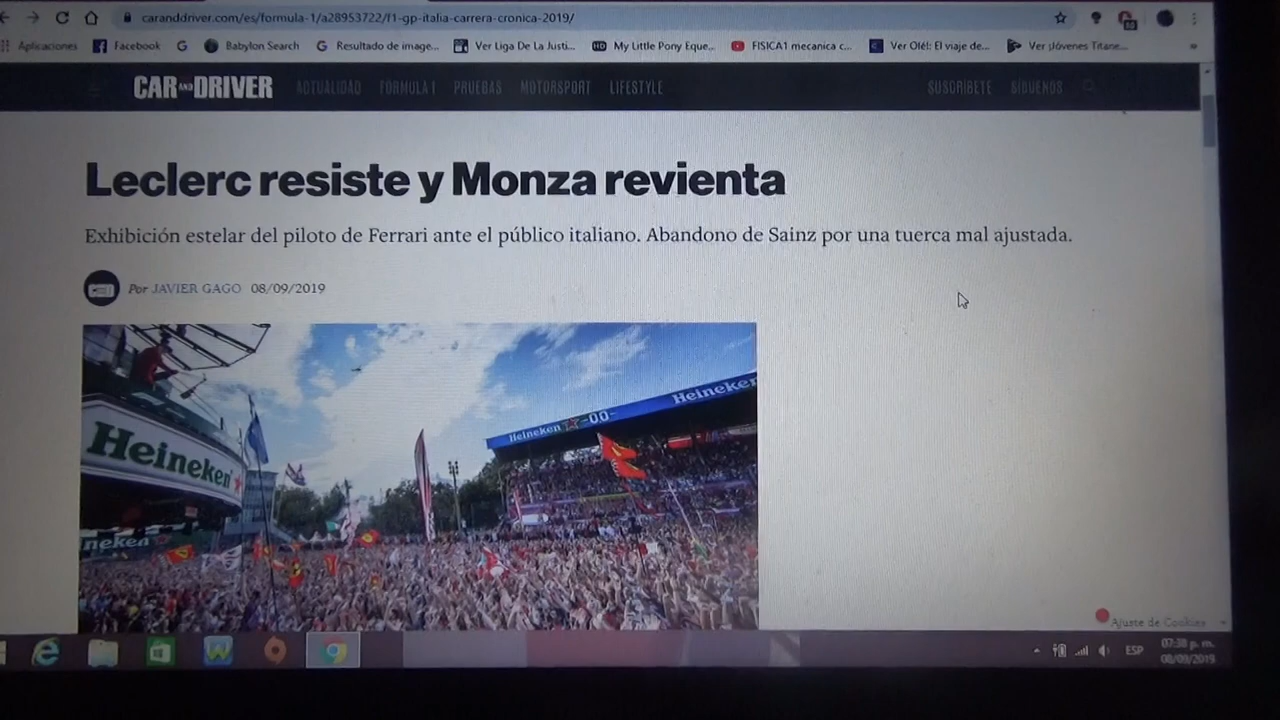 caranddriver.com/es/formula-1/a28953722/f1-gp-italia-carrera-cronica-2019/
Aplicaciones Facebook Babylon Search Resultado de image... Ver Liga De La Justi... My Little Pony Eque... FISICA1 mecanica c... Ver Olé!: El viaje de... Ver ¡Jóvenes Titane... »
CAR AND DRIVER ACTUALIDAD FÓRMULA 1 PRUEBAS MOTORSPORT LIFESTYLE SUSCRÍBETE SÍGUENOS
Leclerc resiste y Monza revienta
Exhibición estelar del piloto de Ferrari ante el público italiano. Abandono de Sainz por una tuerca mal ajustada.
Por JAVIER GAGO 08/09/2019
Heineken
Heineken 0.0
Heineken
neken
Ajuste de Cookies
ESP
07:38 p. m.
08/09/2019